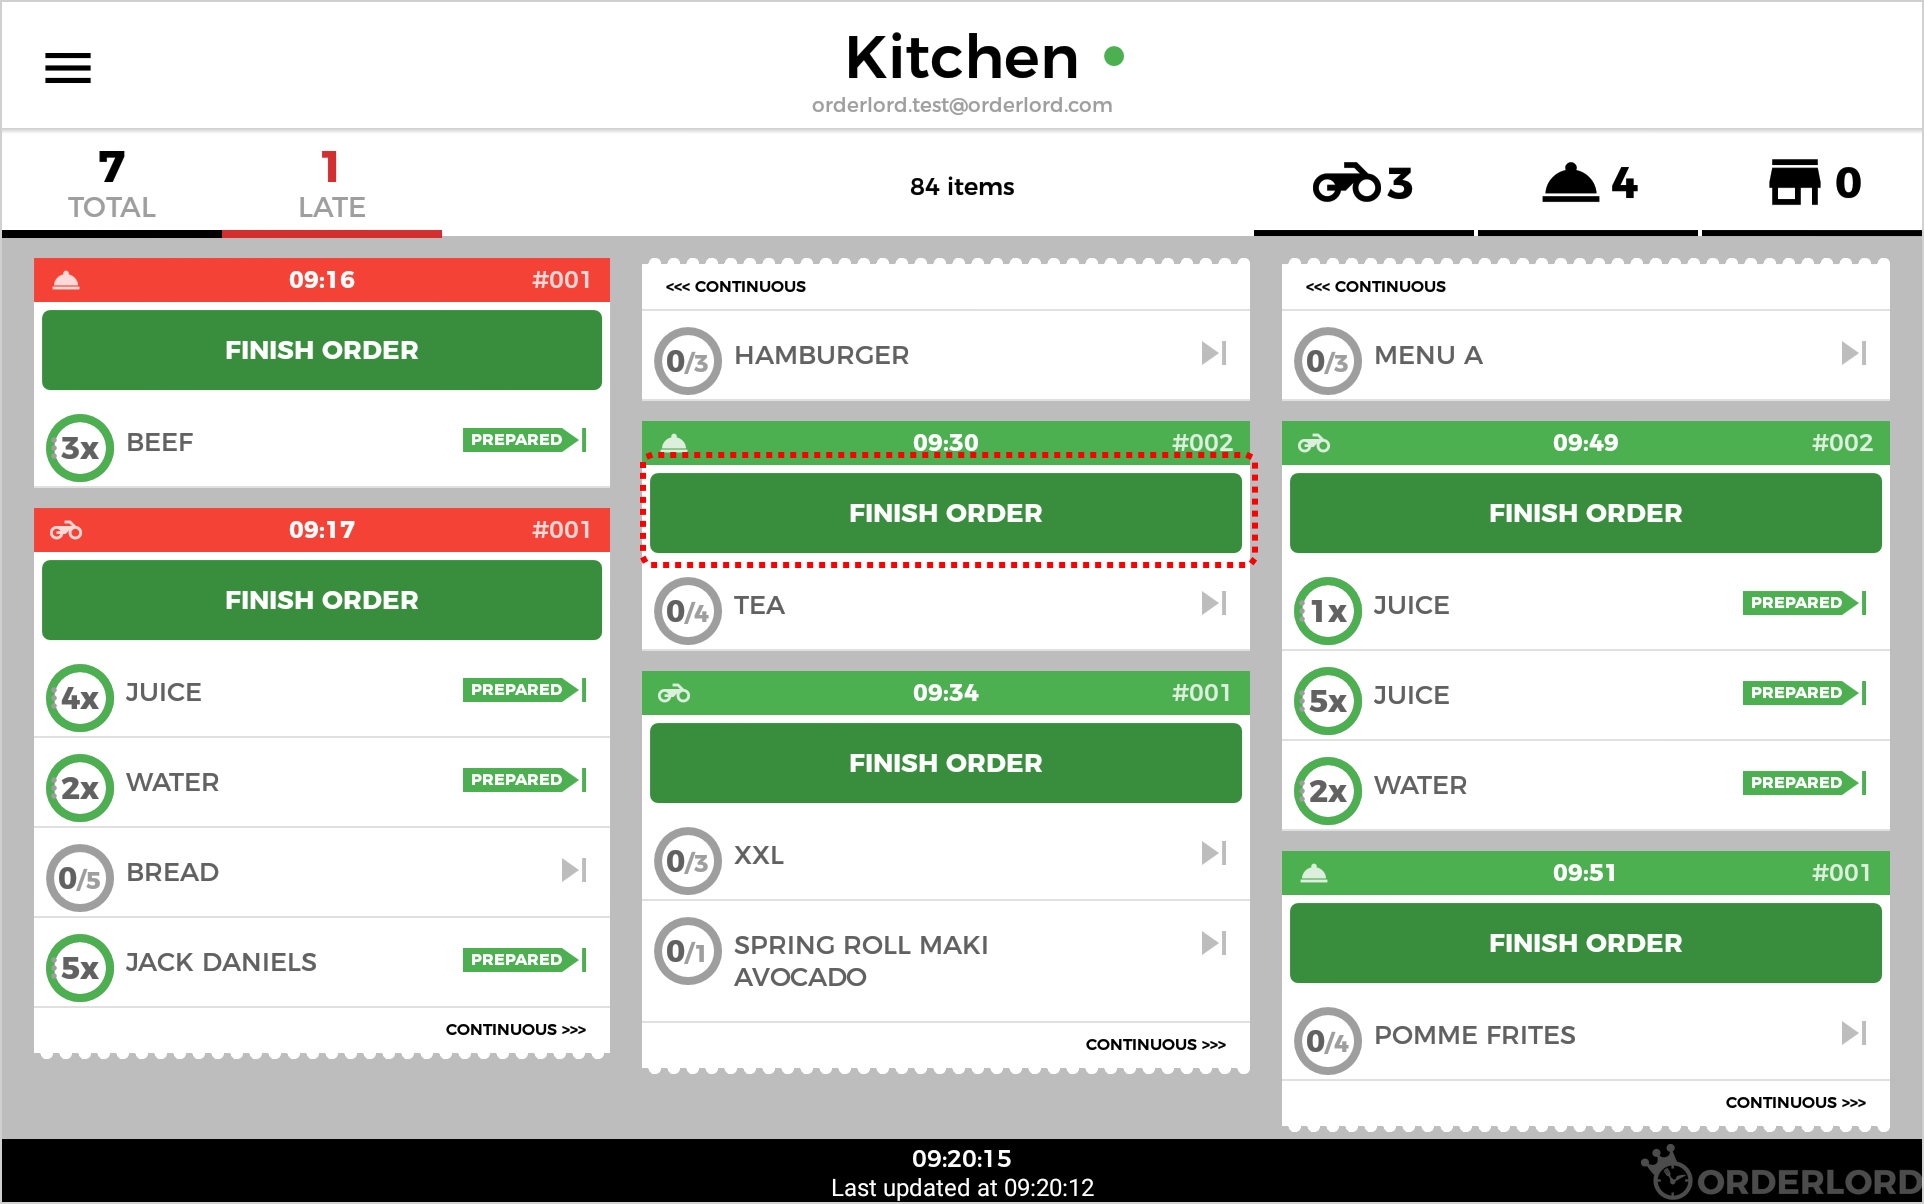 Kitchen
orderlord.test@orderlord.com
7
TOTAL
1
LATE
84 items
3
4
0
09:16 #001
FINISH ORDER
3x BEEF PREPARED
09:17 #001
FINISH ORDER
4x JUICE PREPARED
2x WATER PREPARED
0/5 BREAD
5x JACK DANIELS PREPARED
CONTINUOUS >>>
<<< CONTINUOUS
0/3 HAMBURGER
09:30 #002
FINISH ORDER
0/4 TEA
09:34 #001
FINISH ORDER
0/3 XXL
0/1 SPRING ROLL MAKI
AVOCADO
CONTINUOUS >>>
<<< CONTINUOUS
0/3 MENU A
09:49 #002
FINISH ORDER
1x JUICE PREPARED
5x JUICE PREPARED
2x WATER PREPARED
09:51 #001
FINISH ORDER
0/4 POMME FRITES
CONTINUOUS >>>
09:20:15
Last updated at 09:20:12
ORDERLORD